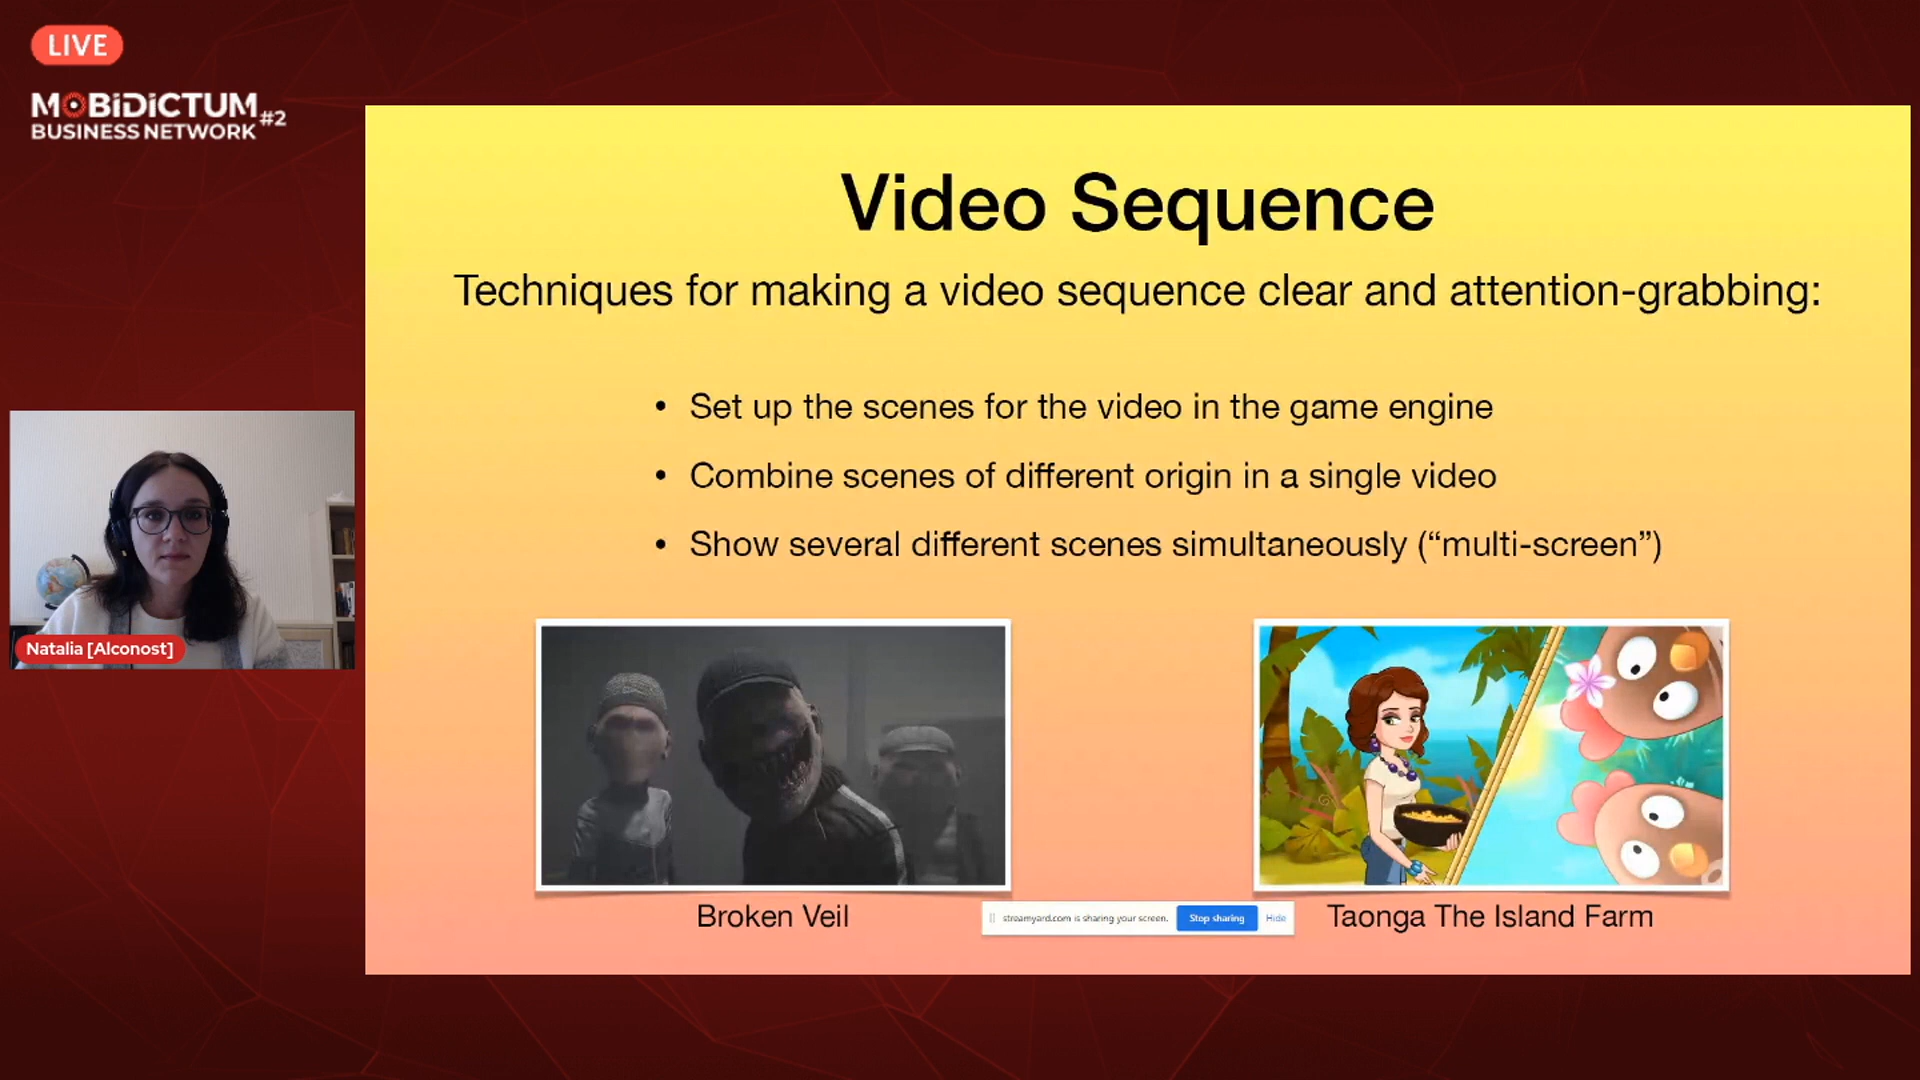 LIVE
MOBiDiCTUM
BUSINESS NETWORK #2
Video Sequence
Techniques for making a video sequence clear and attention-grabbing:
• Set up the scenes for the video in the game engine
• Combine scenes of different origin in a single video
• Show several different scenes simultaneously (“multi-screen”)
Natalia [Alconost]
Broken Veil
streamyard.com is sharing your screen. Stop sharing Hide
Taonga The Island Farm